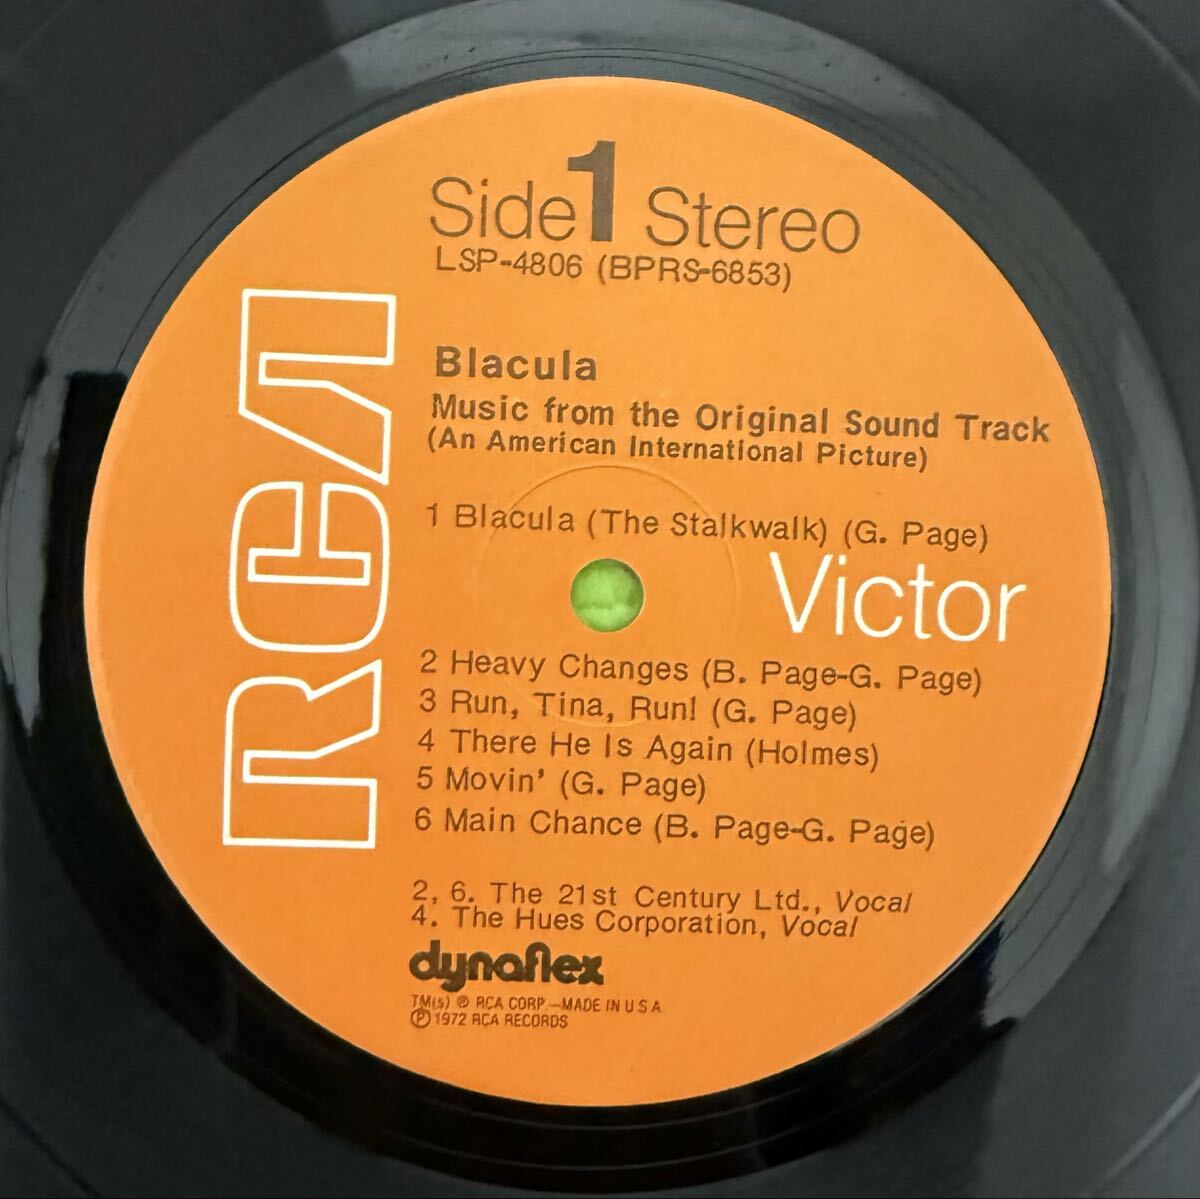 Side 1 Stereo
LSP-4806 (BPRS-6853)
RCA
Blacula
Music from the Original Sound Track
(An American International Picture)
1 Blacula (The Stalkwalk) (G. Page)
Victor
2 Heavy Changes (B. Page-G. Page)
3 Run, Tina, Run! (G. Page)
4 There He Is Again (Holmes)
5 Movin' (G. Page)
6 Main Chance (B. Page-G. Page)
2, 6. The 21st Century Ltd., Vocal
4. The Hues Corporation, Vocal
dynaflex
TM(s) ® RCA CORP.—MADE IN U S A
℗ 1972 RCA RECORDS